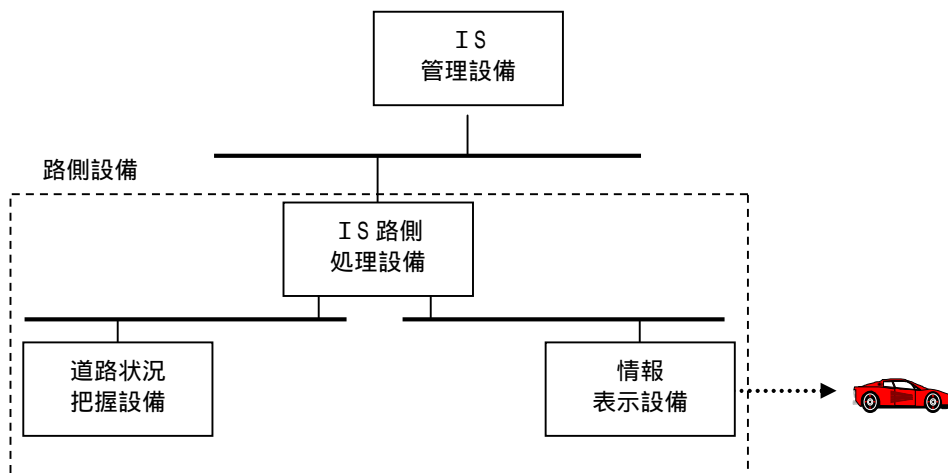 ＩＳ
管理設備
路側設備
ＩＳ路側
処理設備
道路状況
把握設備
情報
表示設備